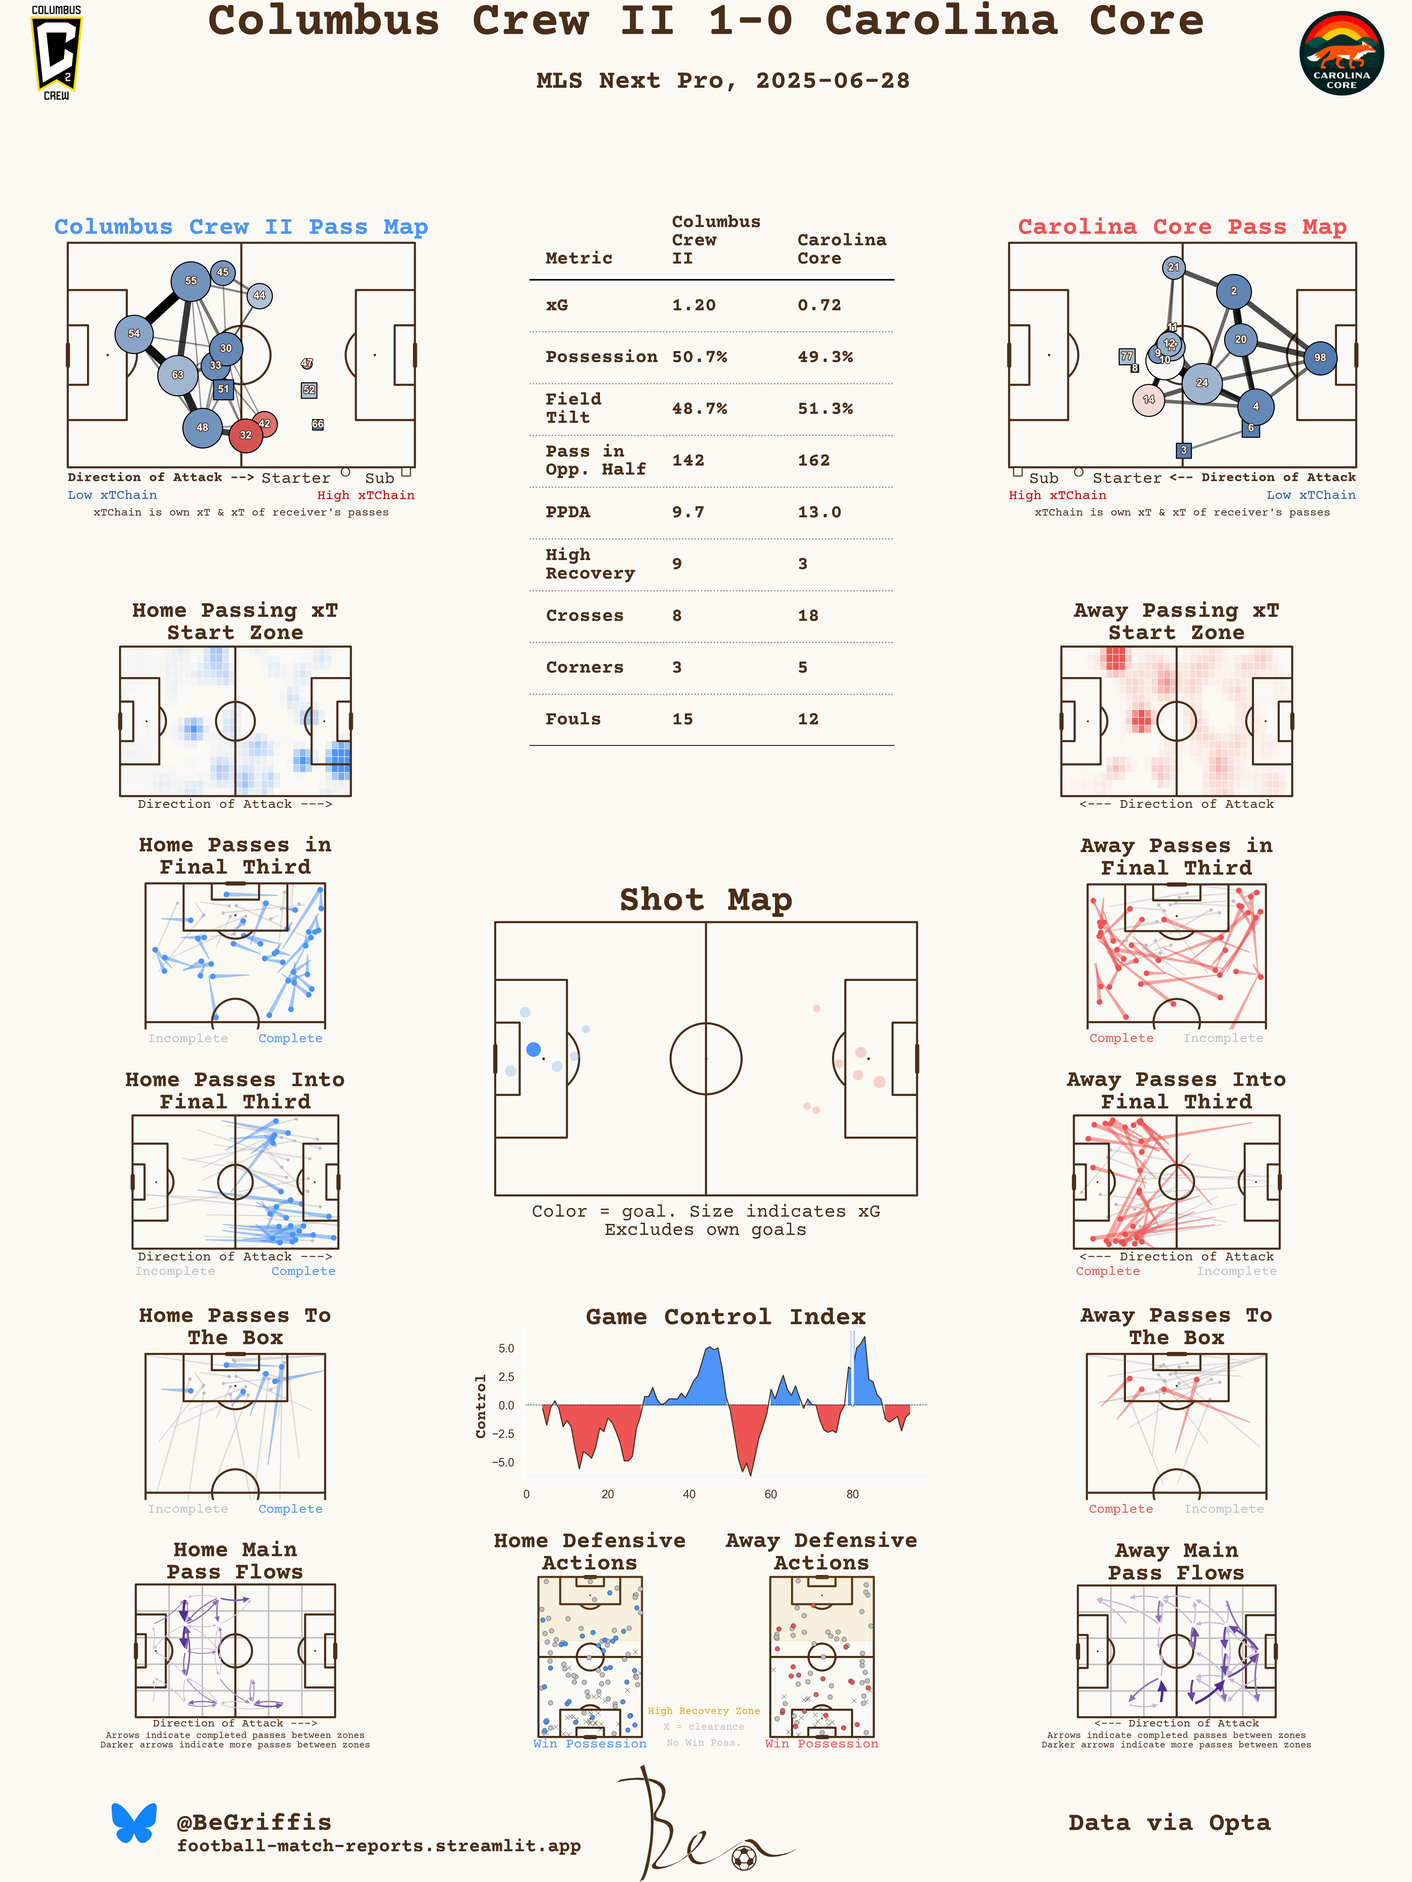 Columbus Crew II 1-0 Carolina Core
MLS Next Pro, 2025-06-28
COLUMBUS
2
CREW
CAROLINA
CORE
Columbus Crew II Pass Map
55
45
44
54
30
33
63
51
48
42
32
47
52
66
Direction of Attack --> Starter Sub
Low xTChain High xTChain
xTChain is own xT & xT of receiver's passes
Metric Columbus Crew II Carolina Core
xG 1.20 0.72
Possession 50.7% 49.3%
Field Tilt 48.7% 51.3%
Pass in Opp. Half 142 162
PPDA 9.7 13.0
High Recovery 9 3
Crosses 8 18
Corners 3 5
Fouls 15 12
Carolina Core Pass Map
21
2
11
12
9
10
20
77
8
98
24
14
4
6
3
Sub Starter <-- Direction of Attack
High xTChain Low xTChain
xTChain is own xT & xT of receiver's passes
Home Passing xT
Start Zone
Direction of Attack --->
Away Passing xT
Start Zone
<--- Direction of Attack
Home Passes in
Final Third
Incomplete Complete
Away Passes in
Final Third
Complete Incomplete
Shot Map
Color = goal. Size indicates xG
Excludes own goals
Home Passes Into
Final Third
Direction of Attack --->
Incomplete Complete
Away Passes Into
Final Third
<--- Direction of Attack
Complete Incomplete
Home Passes To
The Box
Incomplete Complete
Game Control Index
Control
5.0
2.5
0.0
−2.5
−5.0
0 20 40 60 80
Away Passes To
The Box
Complete Incomplete
Home Main
Pass Flows
Direction of Attack --->
Arrows indicate completed passes between zones
Darker arrows indicate more passes between zones
Home Defensive
Actions
Win Possession
High Recovery Zone
X = clearance
No Win Poss.
Away Defensive
Actions
Win Possession
Away Main
Pass Flows
<--- Direction of Attack
Arrows indicate completed passes between zones
Darker arrows indicate more passes between zones
@BeGriffis
football-match-reports.streamlit.app
Ben
Data via Opta